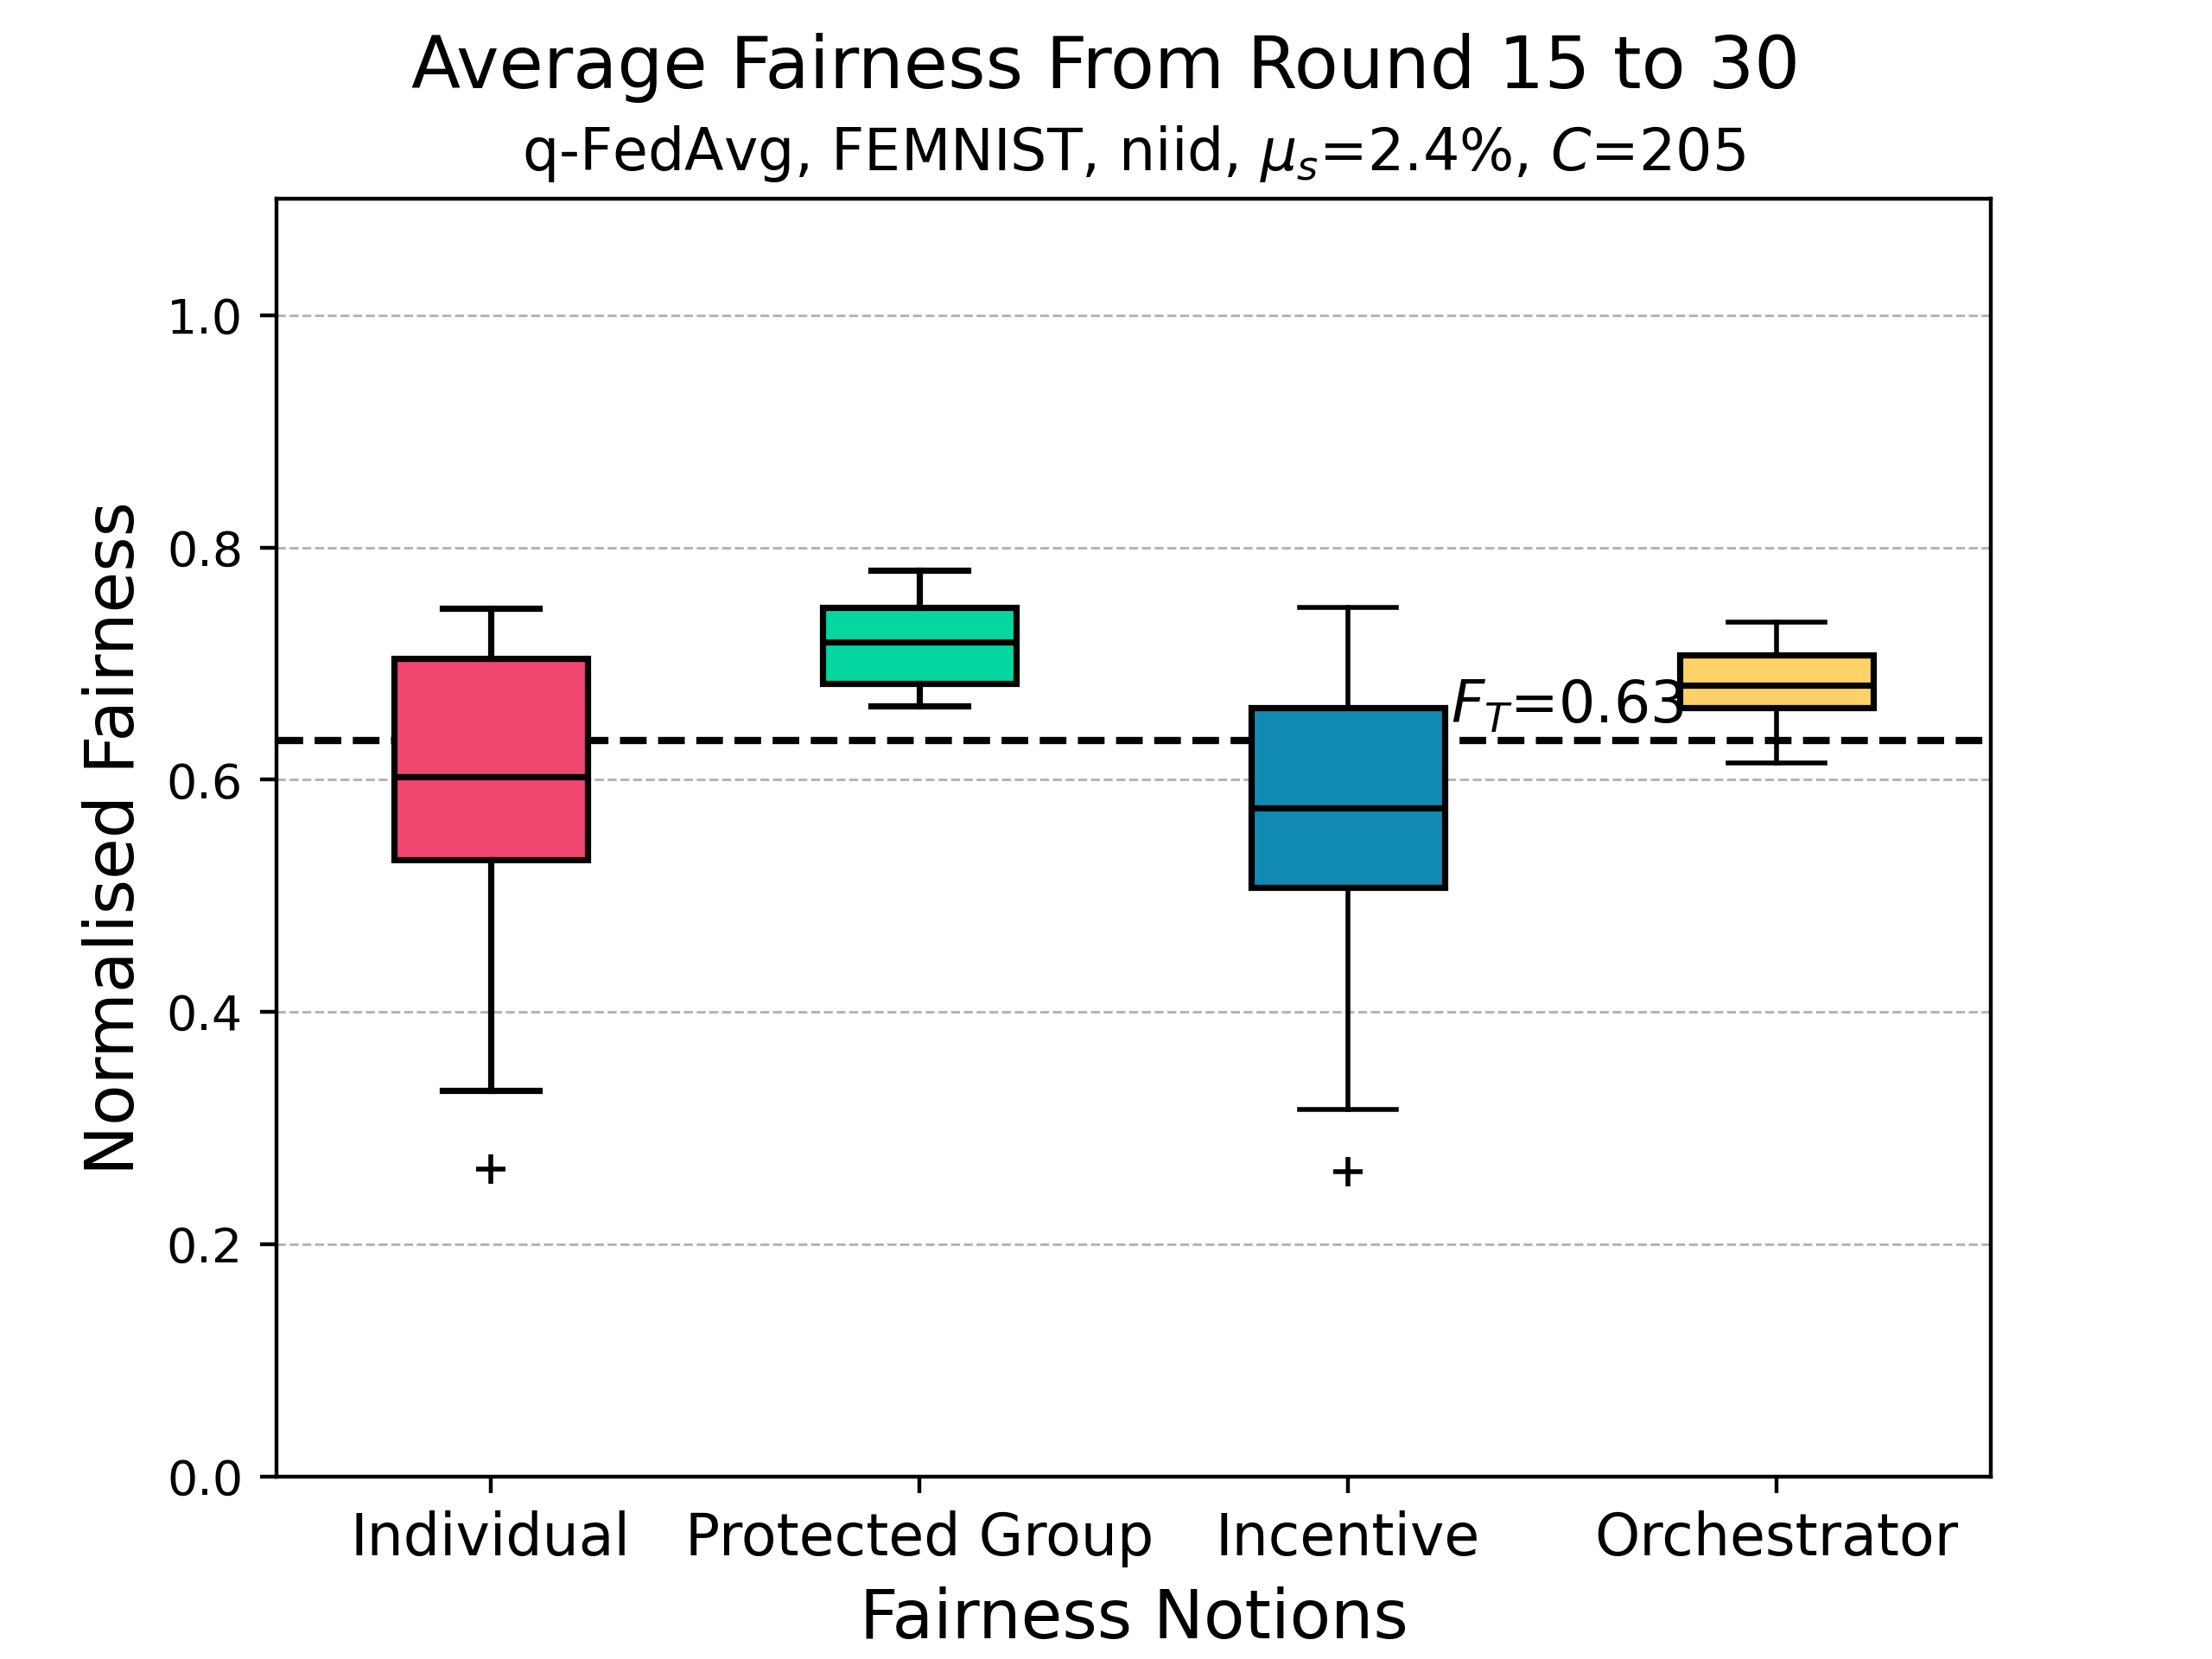 Average Fairness From Round 15 to 30
q-FedAvg, FEMNIST, niid, μₛ=2.4%, C=205
Normalised Fairness
1.0
0.8
0.6
0.4
0.2
0.0
F_T=0.63
Individual Protected Group Incentive Orchestrator
Fairness Notions